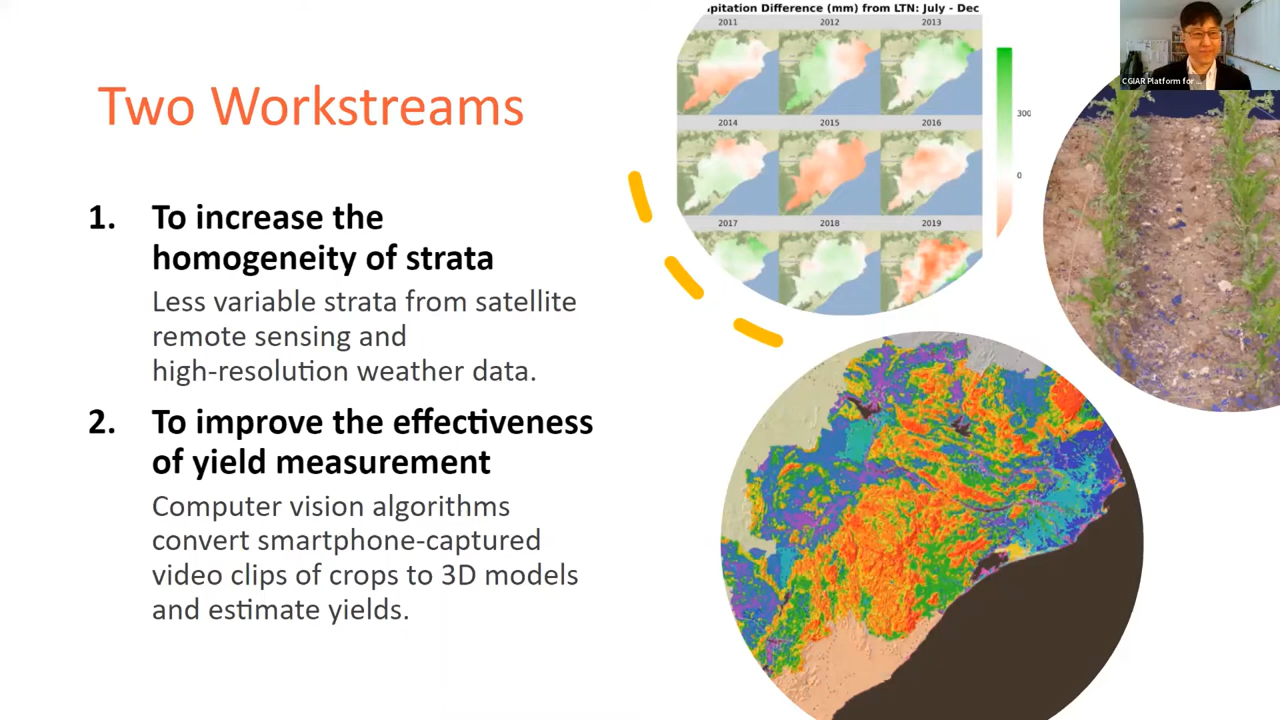 Two Workstreams
1. To increase the
homogeneity of strata
Less variable strata from satellite
remote sensing and
high-resolution weather data.
2. To improve the effectiveness
of yield measurement
Computer vision algorithms
convert smartphone-captured
video clips of crops to 3D models
and estimate yields.
Difference (mm) from LTN: July - Dec
2011 2012 2013
2014 2015 2016
2017 2018 2019
300
0
CGIAR Platform for ...